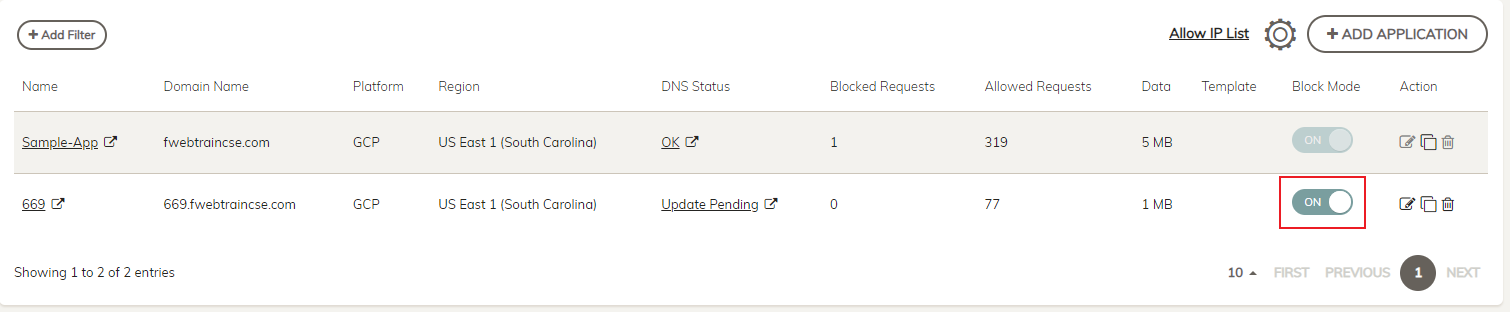 + Add Filter
Allow IP List
+ ADD APPLICATION
Name Domain Name Platform Region DNS Status Blocked Requests Allowed Requests Data Template Block Mode Action
Sample-App fwebtraincse.com GCP US East 1 (South Carolina) OK 1 319 5 MB ON
669 669.fwebtraincse.com GCP US East 1 (South Carolina) Update Pending 0 77 1 MB ON
Showing 1 to 2 of 2 entries
10 FIRST PREVIOUS 1 NEXT